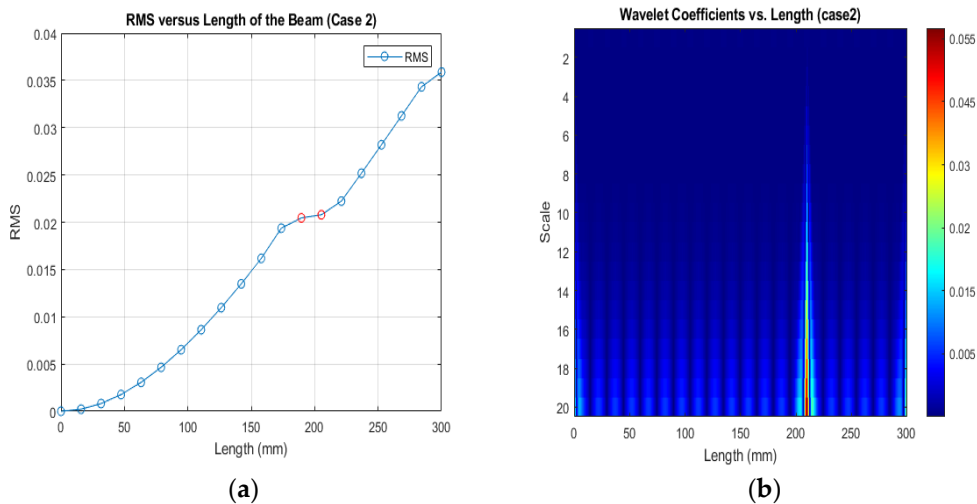 RMS versus Length of the Beam (Case 2)
0.04
0.035
0.03
0.025
0.02
0.015
0.01
0.005
0
RMS
RMS
0 50 100 150 200 250 300
Length (mm)
(a)
Wavelet Coefficients vs. Length (case2)
2
4
6
8
10
12
14
16
18
20
Scale
0 50 100 150 200 250 300
Length (mm)
0.055
0.045
0.03
0.015
0.005
(b)